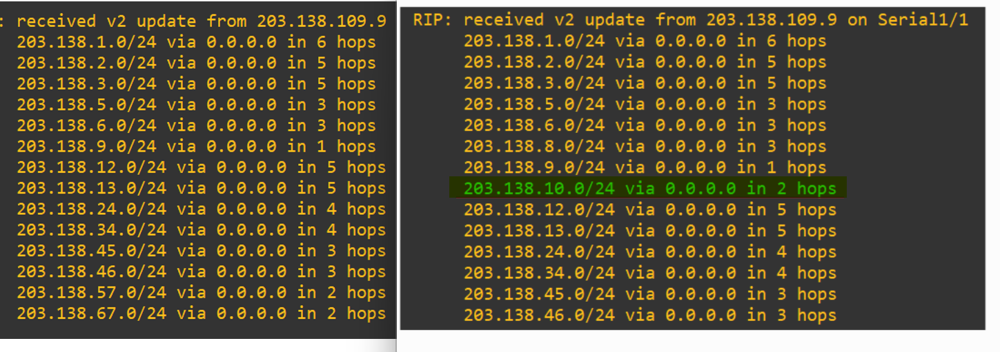 : received v2 update from 203.138.109.9
203.138.1.0/24 via 0.0.0.0 in 6 hops
203.138.2.0/24 via 0.0.0.0 in 5 hops
203.138.3.0/24 via 0.0.0.0 in 5 hops
203.138.5.0/24 via 0.0.0.0 in 3 hops
203.138.6.0/24 via 0.0.0.0 in 3 hops
203.138.9.0/24 via 0.0.0.0 in 1 hops
203.138.12.0/24 via 0.0.0.0 in 5 hops
203.138.13.0/24 via 0.0.0.0 in 5 hops
203.138.24.0/24 via 0.0.0.0 in 4 hops
203.138.34.0/24 via 0.0.0.0 in 4 hops
203.138.45.0/24 via 0.0.0.0 in 3 hops
203.138.46.0/24 via 0.0.0.0 in 3 hops
203.138.57.0/24 via 0.0.0.0 in 2 hops
203.138.67.0/24 via 0.0.0.0 in 2 hops
RIP: received v2 update from 203.138.109.9 on Serial1/1
203.138.1.0/24 via 0.0.0.0 in 6 hops
203.138.2.0/24 via 0.0.0.0 in 5 hops
203.138.3.0/24 via 0.0.0.0 in 5 hops
203.138.5.0/24 via 0.0.0.0 in 3 hops
203.138.6.0/24 via 0.0.0.0 in 3 hops
203.138.8.0/24 via 0.0.0.0 in 3 hops
203.138.9.0/24 via 0.0.0.0 in 1 hops
203.138.10.0/24 via 0.0.0.0 in 2 hops
203.138.12.0/24 via 0.0.0.0 in 5 hops
203.138.13.0/24 via 0.0.0.0 in 5 hops
203.138.24.0/24 via 0.0.0.0 in 4 hops
203.138.34.0/24 via 0.0.0.0 in 4 hops
203.138.45.0/24 via 0.0.0.0 in 3 hops
203.138.46.0/24 via 0.0.0.0 in 3 hops